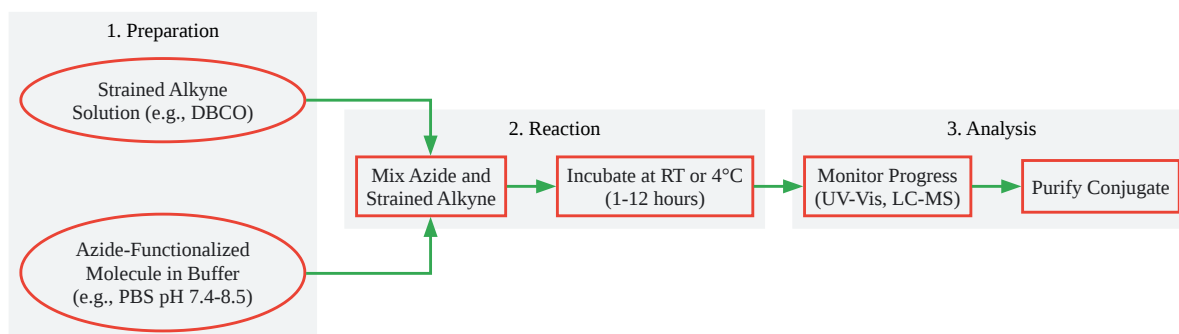 1. Preparation
Strained Alkyne
Solution (e.g., DBCO)
Azide-Functionalized
Molecule in Buffer
(e.g., PBS pH 7.4-8.5)
2. Reaction
Mix Azide and
Strained Alkyne
Incubate at RT or 4°C
(1-12 hours)
3. Analysis
Monitor Progress
(UV-Vis, LC-MS)
Purify Conjugate